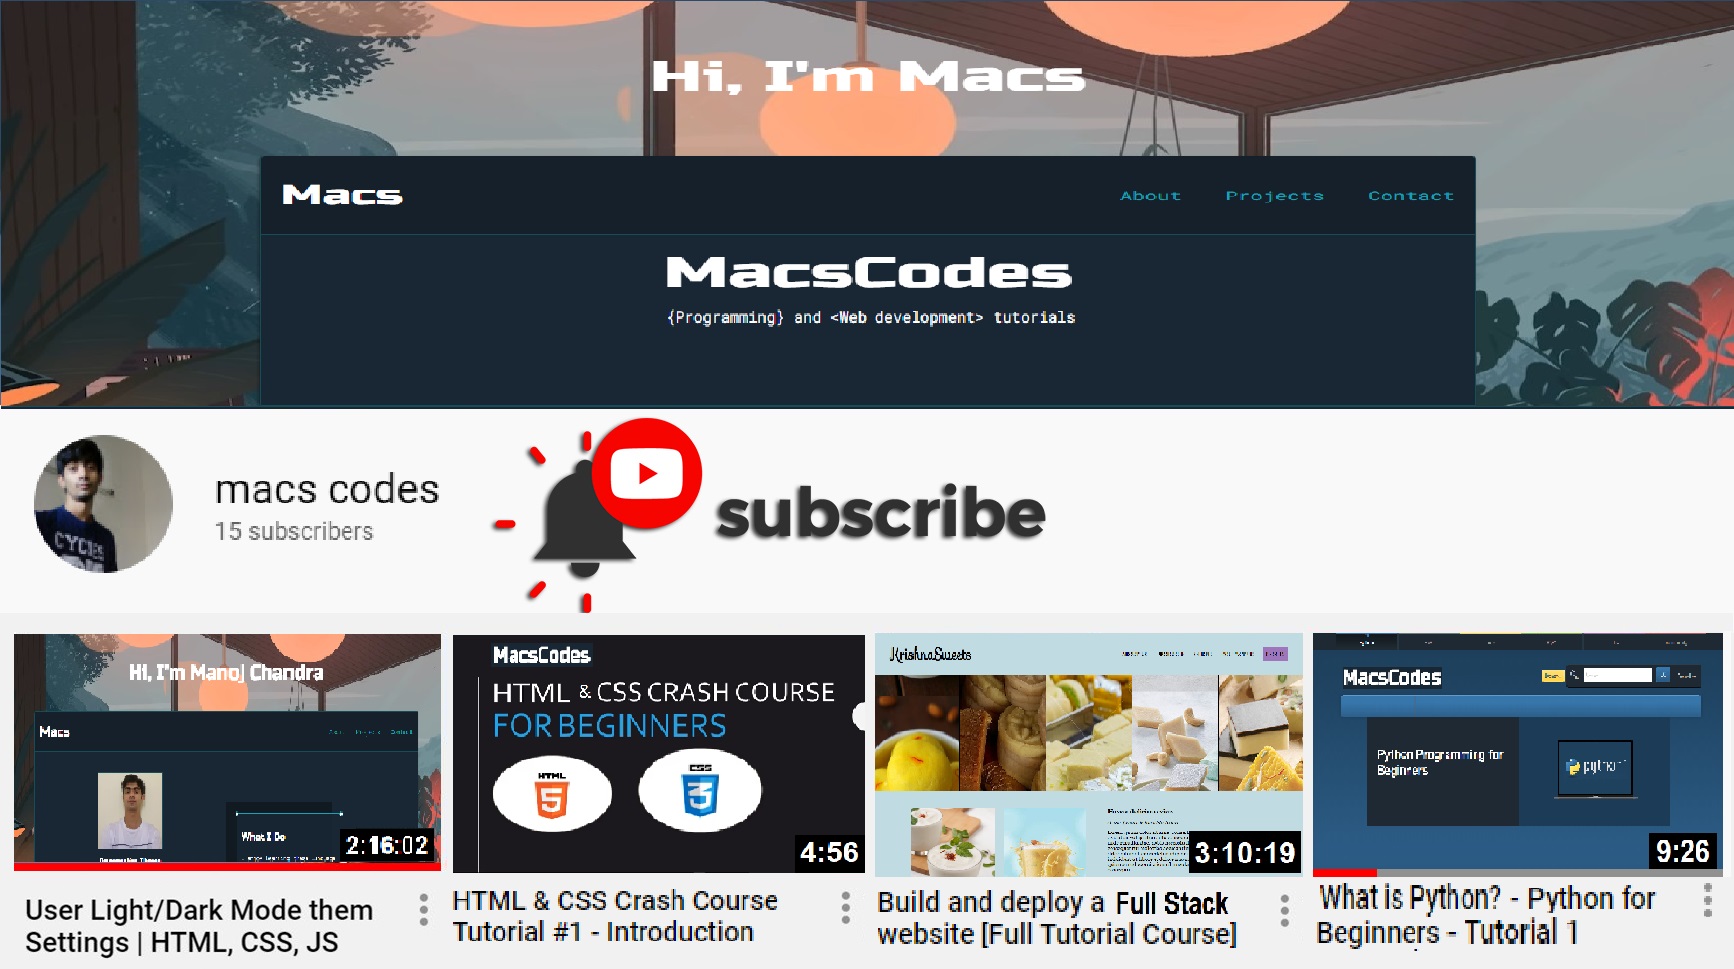 Hi, I'm Macs
Macs
About Projects Contact
MacsCodes
{Programming} and <Web development> tutorials
macs codes
15 subscribers
subscribe
CYCLES
Hi, I'm Manoj Chandra
Macs
What I Do
2:16:02
User Light/Dark Mode them
Settings | HTML, CSS, JS
MacsCodes
HTML & CSS CRASH COURSE
FOR BEGINNERS
HTML
5
CSS
3
4:56
HTML & CSS Crash Course
Tutorial #1 - Introduction
KrishnaSweets
3:10:19
Build and deploy a Full Stack
website [Full Tutorial Course]
MacsCodes
Python Programming for
Beginners
python
9:26
What is Python? - Python for
Beginners - Tutorial 1